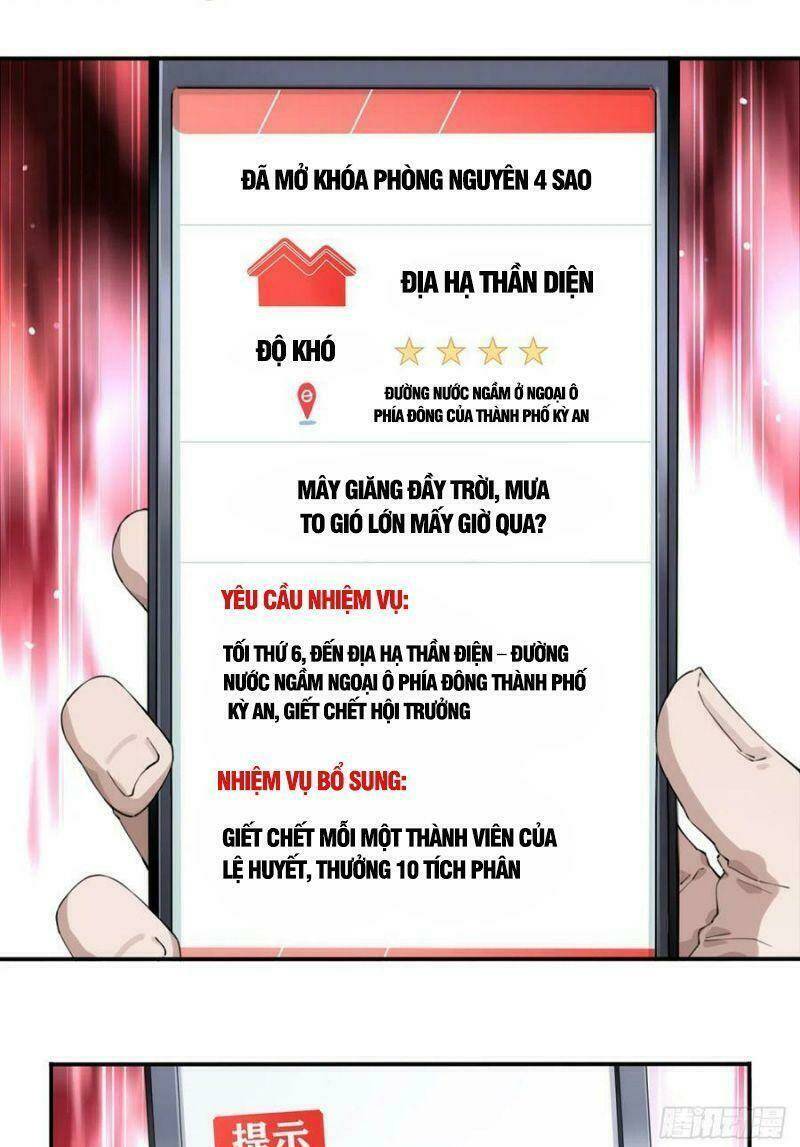 ĐÃ MỞ KHÓA PHÒNG NGUYÊN 4 SAO
ĐỊA HẠ THẦN DIỆN
ĐỘ KHÓ
ĐƯỜNG NƯỚC NGẦM Ở NGOẠI Ô
PHÍA ĐÔNG CỦA THÀNH PHỐ KỲ AN
MÂY GIĂNG ĐẦY TRỜI, MƯA
TO GIÓ LỚN MẤY GIỜ QUA?
YÊU CẦU NHIỆM VỤ:
TỐI THỨ 6, ĐẾN ĐỊA HẠ THẦN ĐIỆN – ĐƯỜNG
NƯỚC NGẦM NGOẠI Ô PHÍA ĐÔNG THÀNH PHỐ
KỲ AN, GIẾT CHẾT HỘI TRƯỞNG
NHIỆM VỤ BỔ SUNG:
GIẾT CHẾT MỖI MỘT THÀNH VIÊN CỦA
LỆ HUYẾT, THƯỞNG 10 TÍCH PHÂN
提示
腾讯动漫